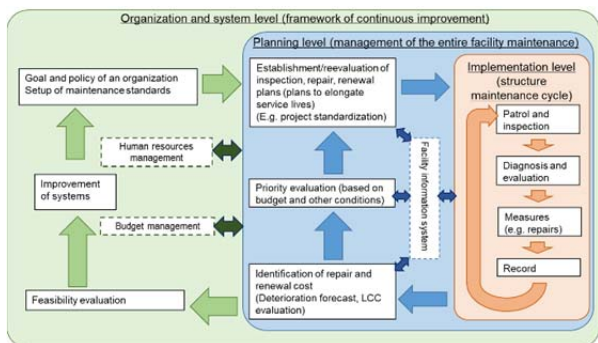 Organization and system level (framework of continuous improvement)
Planning level (management of the entire facility maintenance)
Goal and policy of an organization
Setup of maintenance standards
Establishment/reevaluation of
inspection, repair, renewal
plans (plans to elongate
service lives)
(E.g. project standardization)
Implementation level
(structure
maintenance cycle)
Patrol and
inspection
Human resources
management
Facility information
system
Diagnosis and
evaluation
Improvement
of systems
Priority evaluation (based on
budget and other conditions)
Measures
(e.g. repairs)
Budget management
Record
Identification of repair and
renewal cost
(Deterioration forecast, LCC
evaluation)
Feasibility evaluation